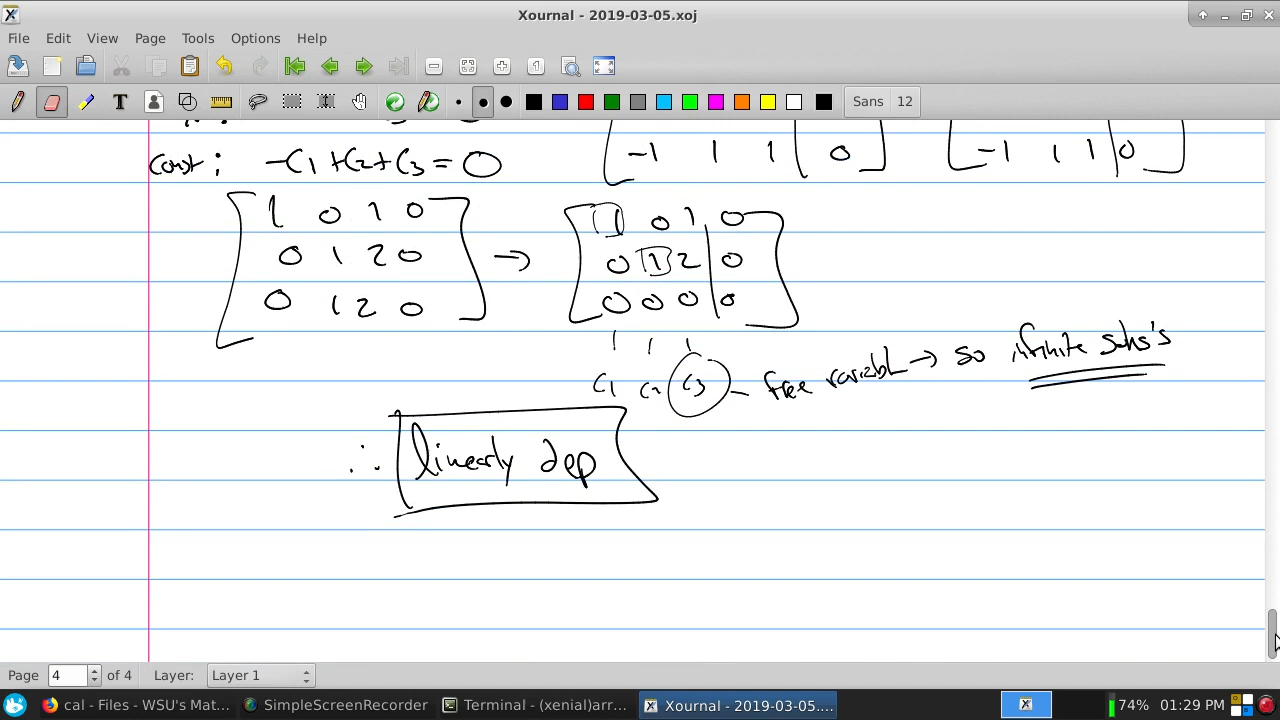 Xournal - 2019-03-05.xoj
File Edit View Page Tools Options Help
Sans 12
-1 1 1 0
-1 1 1 0
const: -C1+C2+C3=0
1 0 1 0
0 1 2 0
0 1 2 0
→
1 0 1 0
0 1 2 0
0 0 0 0
C1 C2 C3 – free variable → so infinite solns's
∴ linearly dep
Page 4 of 4 Layer: Layer 1
cal - Files - WSU's Mat... SimpleScreenRecorder Terminal - (xenial)arr... Xournal - 2019-03-05.... 74% 01:29 PM